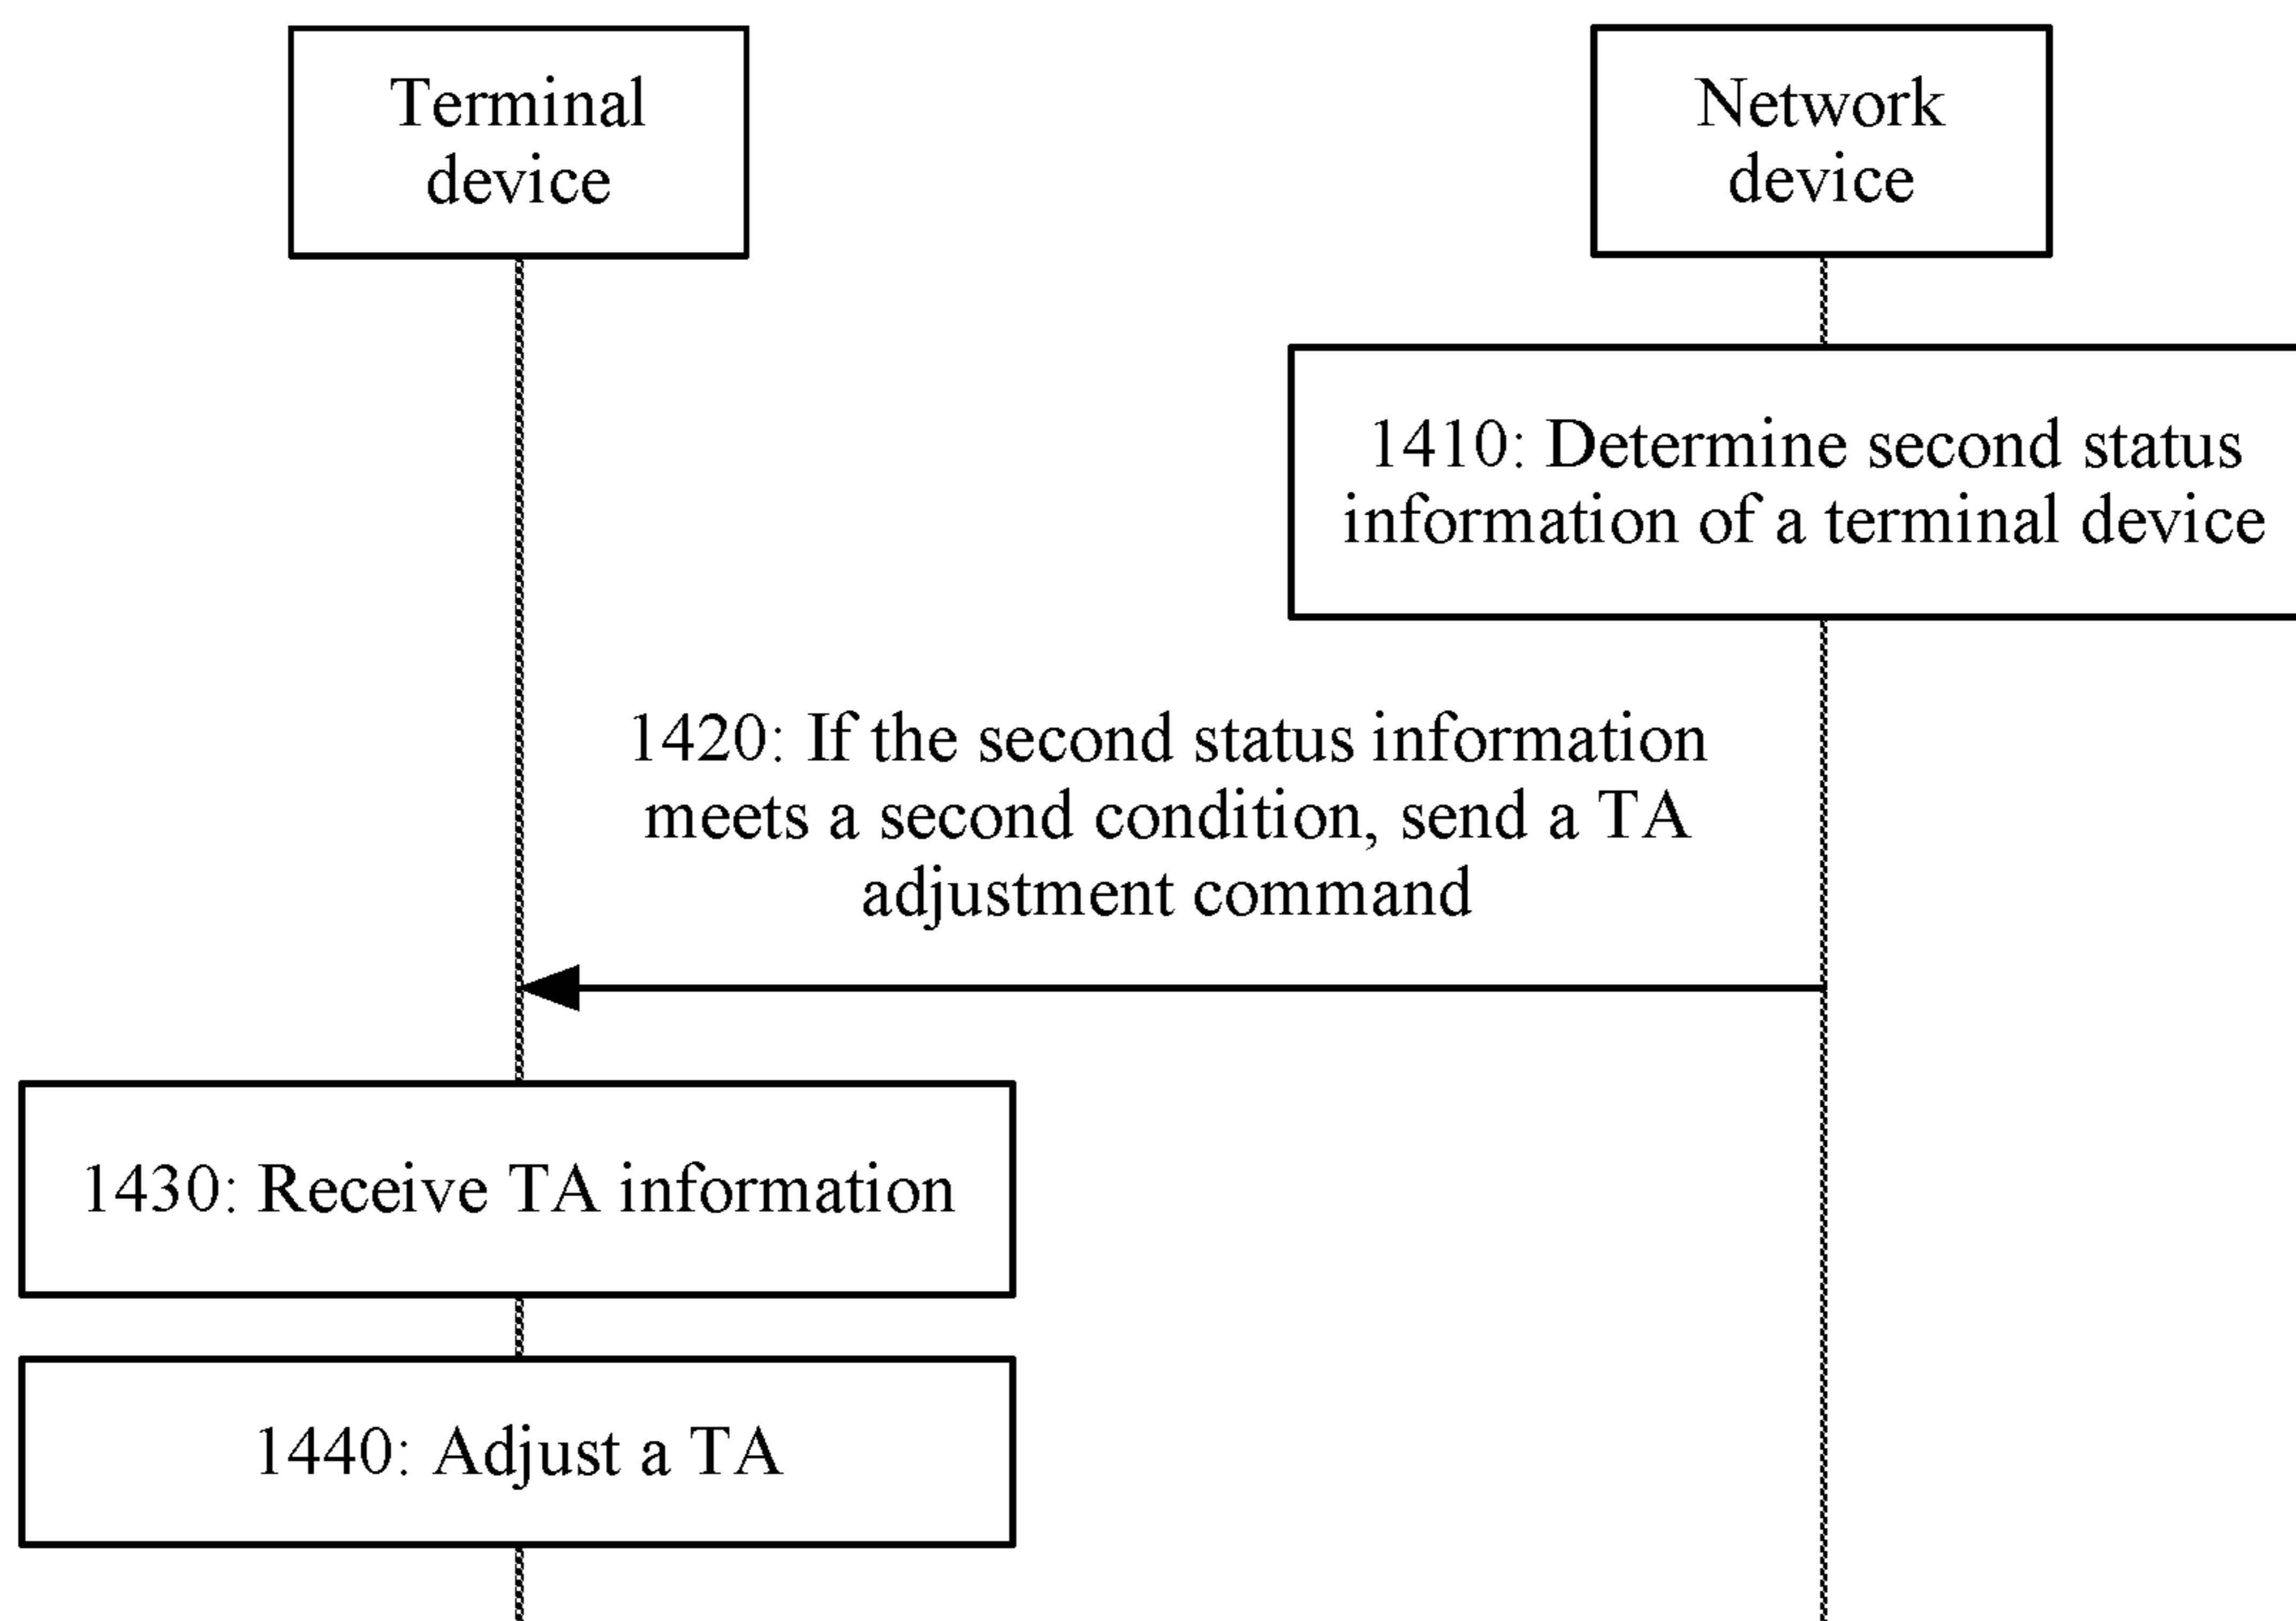 Terminal
device
Network
device
1410: Determine second status
information of a terminal device
1420: If the second status information
meets a second condition, send a TA
adjustment command
1430: Receive TA information
1440: Adjust a TA